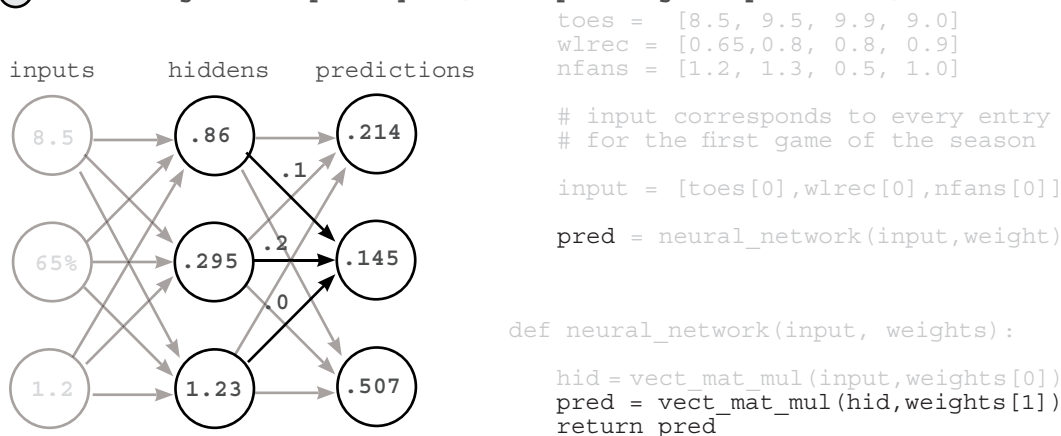 toes = [8.5, 9.5, 9.9, 9.0]
wlrec = [0.65,0.8, 0.8, 0.9]
nfans = [1.2, 1.3, 0.5, 1.0]
# input corresponds to every entry
# for the first game of the season
input = [toes[0],wlrec[0],nfans[0]]
pred = neural_network(input,weight)
def neural_network(input, weights):
hid = vect_mat_mul(input,weights[0])
pred = vect_mat_mul(hid,weights[1])
return pred
inputs hiddens predictions
8.5 .86 .214
.1
65% .295 .2 .145
.0
1.2 1.23 .507